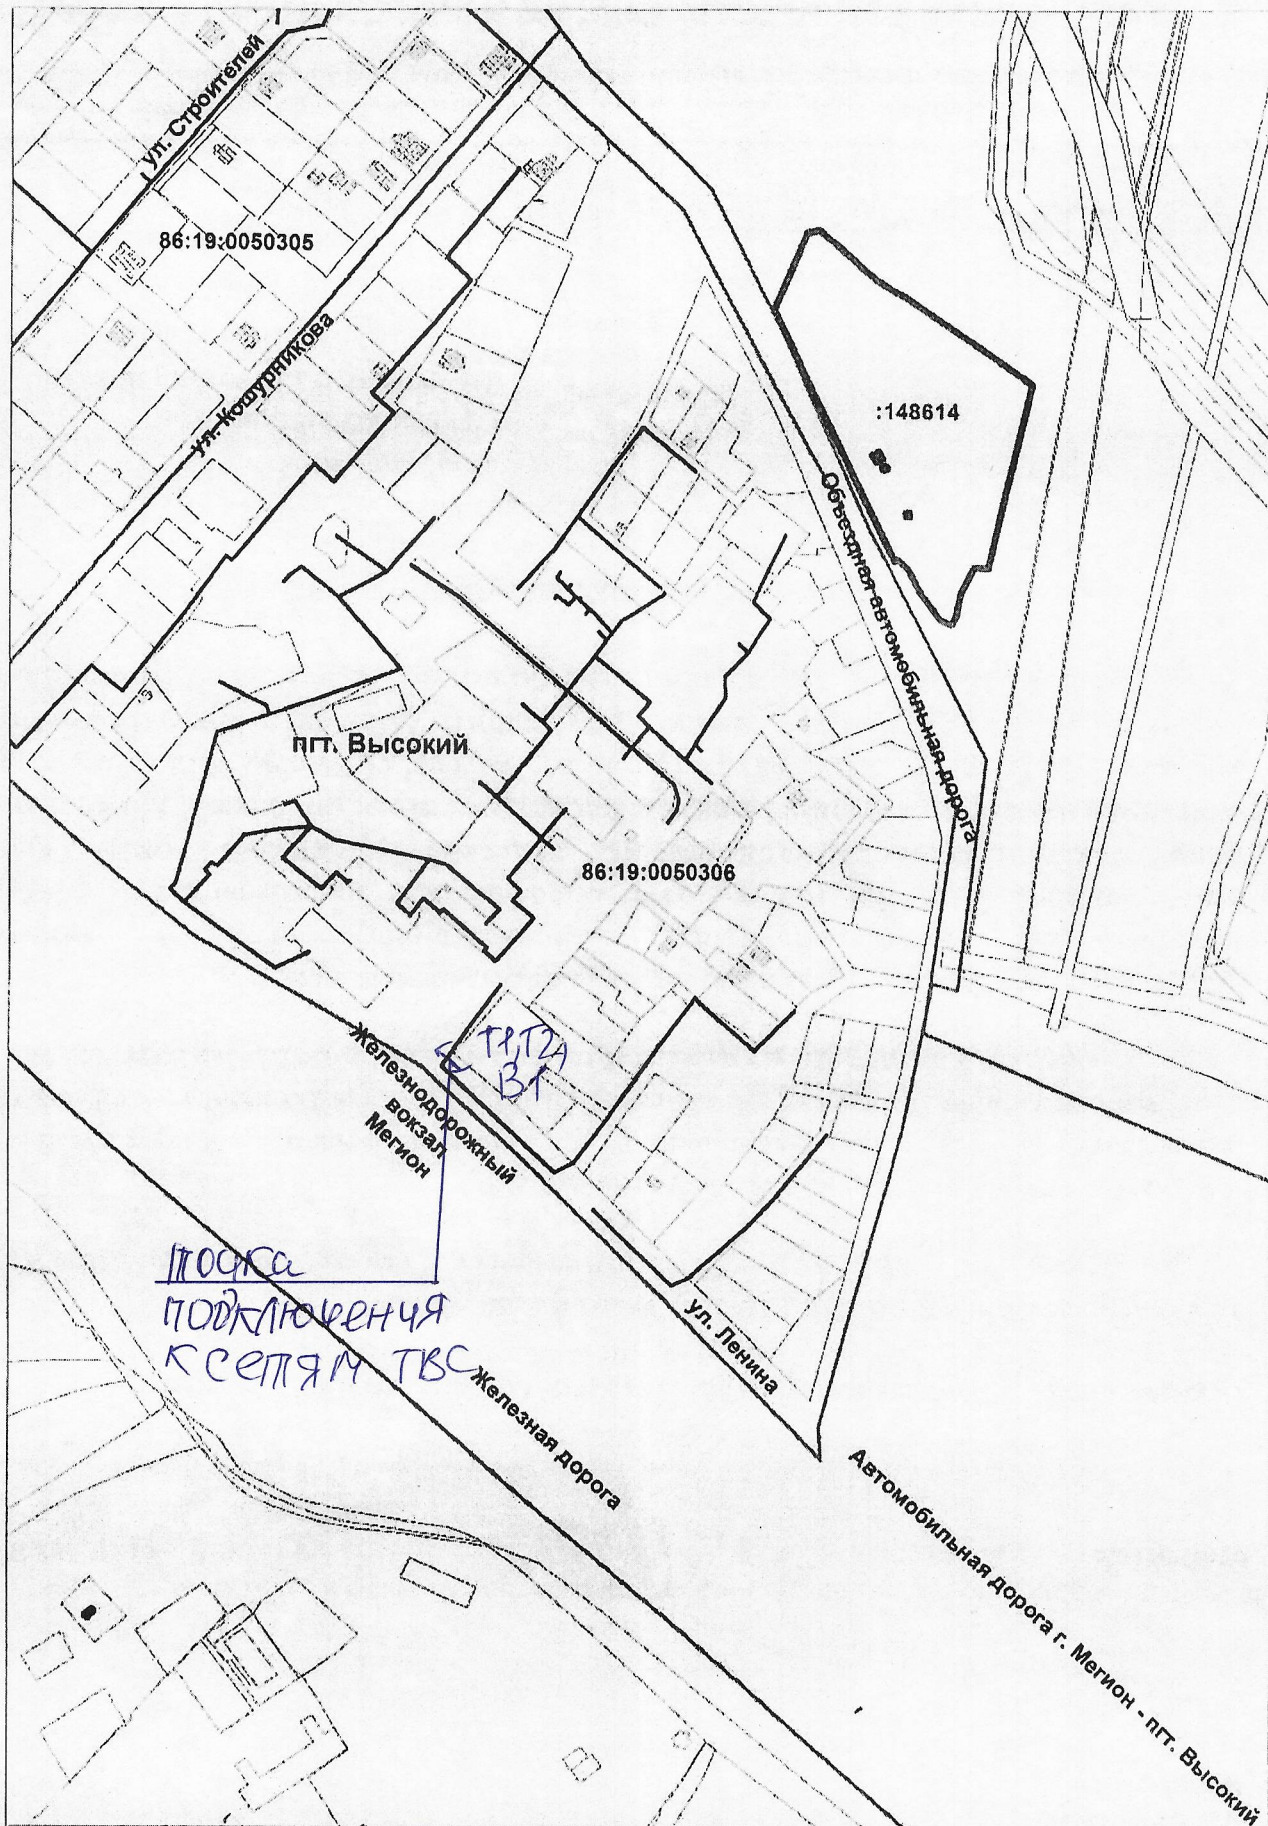 ул. Строителей
86:19:0050305
ул. Кошурникова
:148614
Объездная автомобильная дорога
пгт. Высокий
86:19:0050306
Т1,Т2,
В1
Железнодорожный
вокзал
Мегион
точка
подключения
к сетям ТВС
ул. Ленина
Железная дорога
Автомобильная дорога г. Мегион - пгт. Высокий